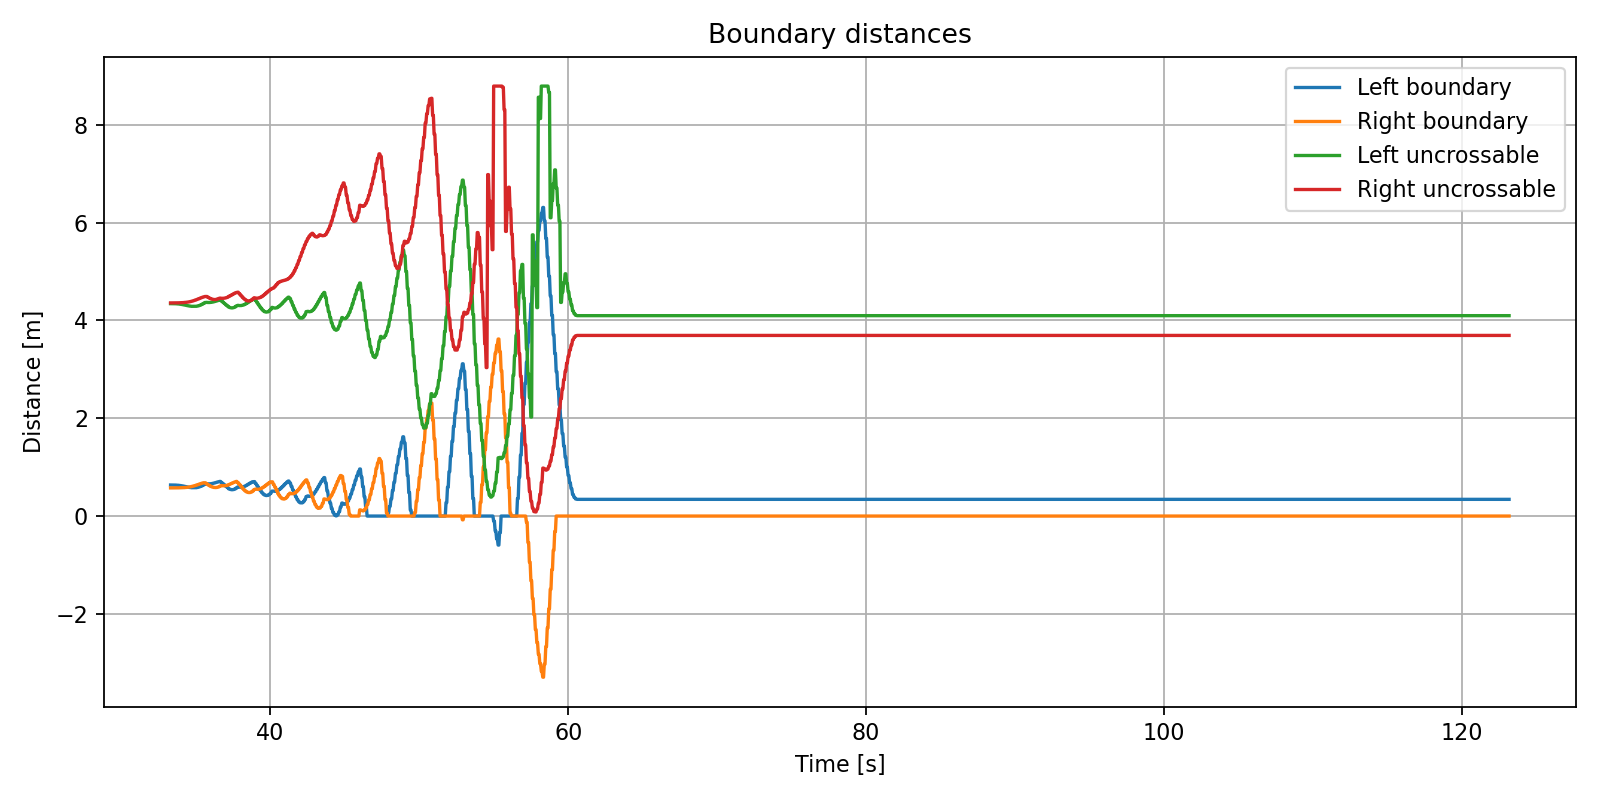 Boundary distances
Left boundary
Right boundary
Left uncrossable
Right uncrossable
Distance [m]
8
6
4
2
0
−2
40
60
80
100
120
Time [s]